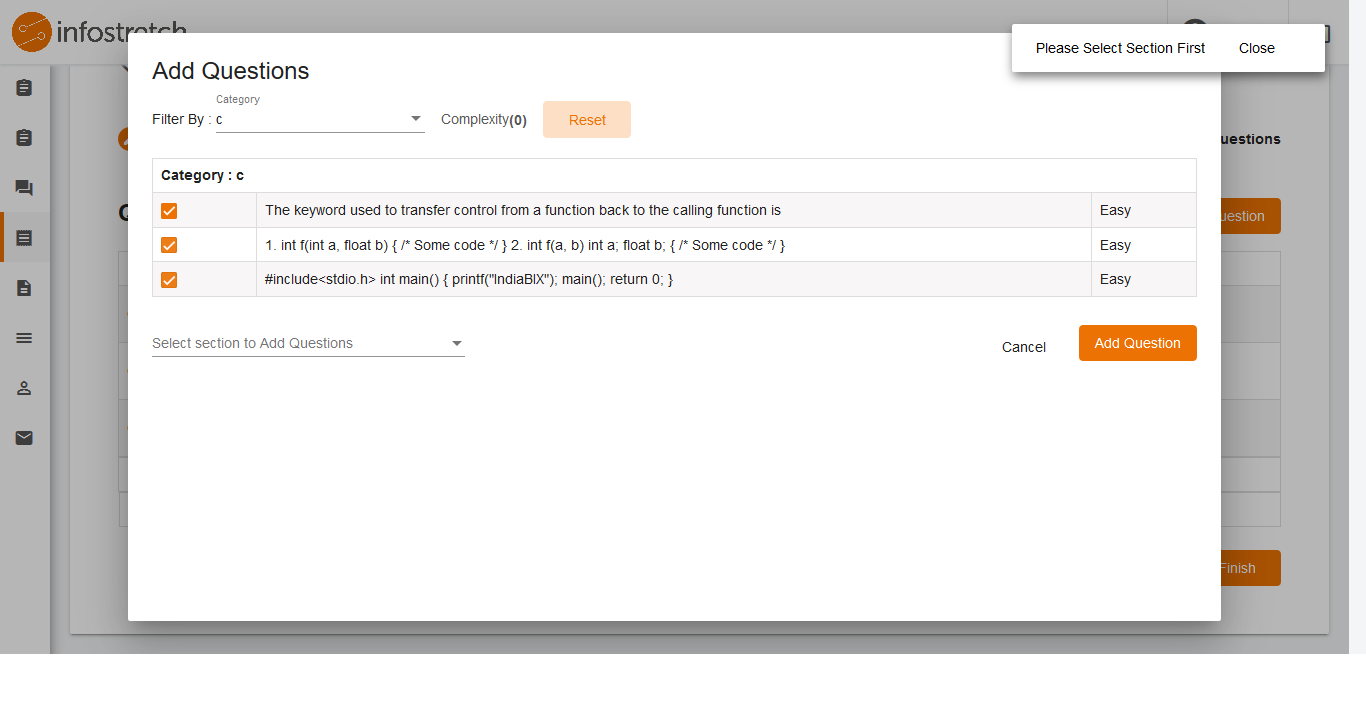 infostretch
Please Select Section First Close
Add Questions
Category
Filter By : c Complexity(0) Reset
uestions
Category : c
The keyword used to transfer control from a function back to the calling function is Easy
uestion
1. int f(int a, float b) { /* Some code */ } 2. int f(a, b) int a; float b; { /* Some code */ } Easy
#include<stdio.h> int main() { printf("IndiaBIX"); main(); return 0; } Easy
Select section to Add Questions Cancel Add Question
Finish